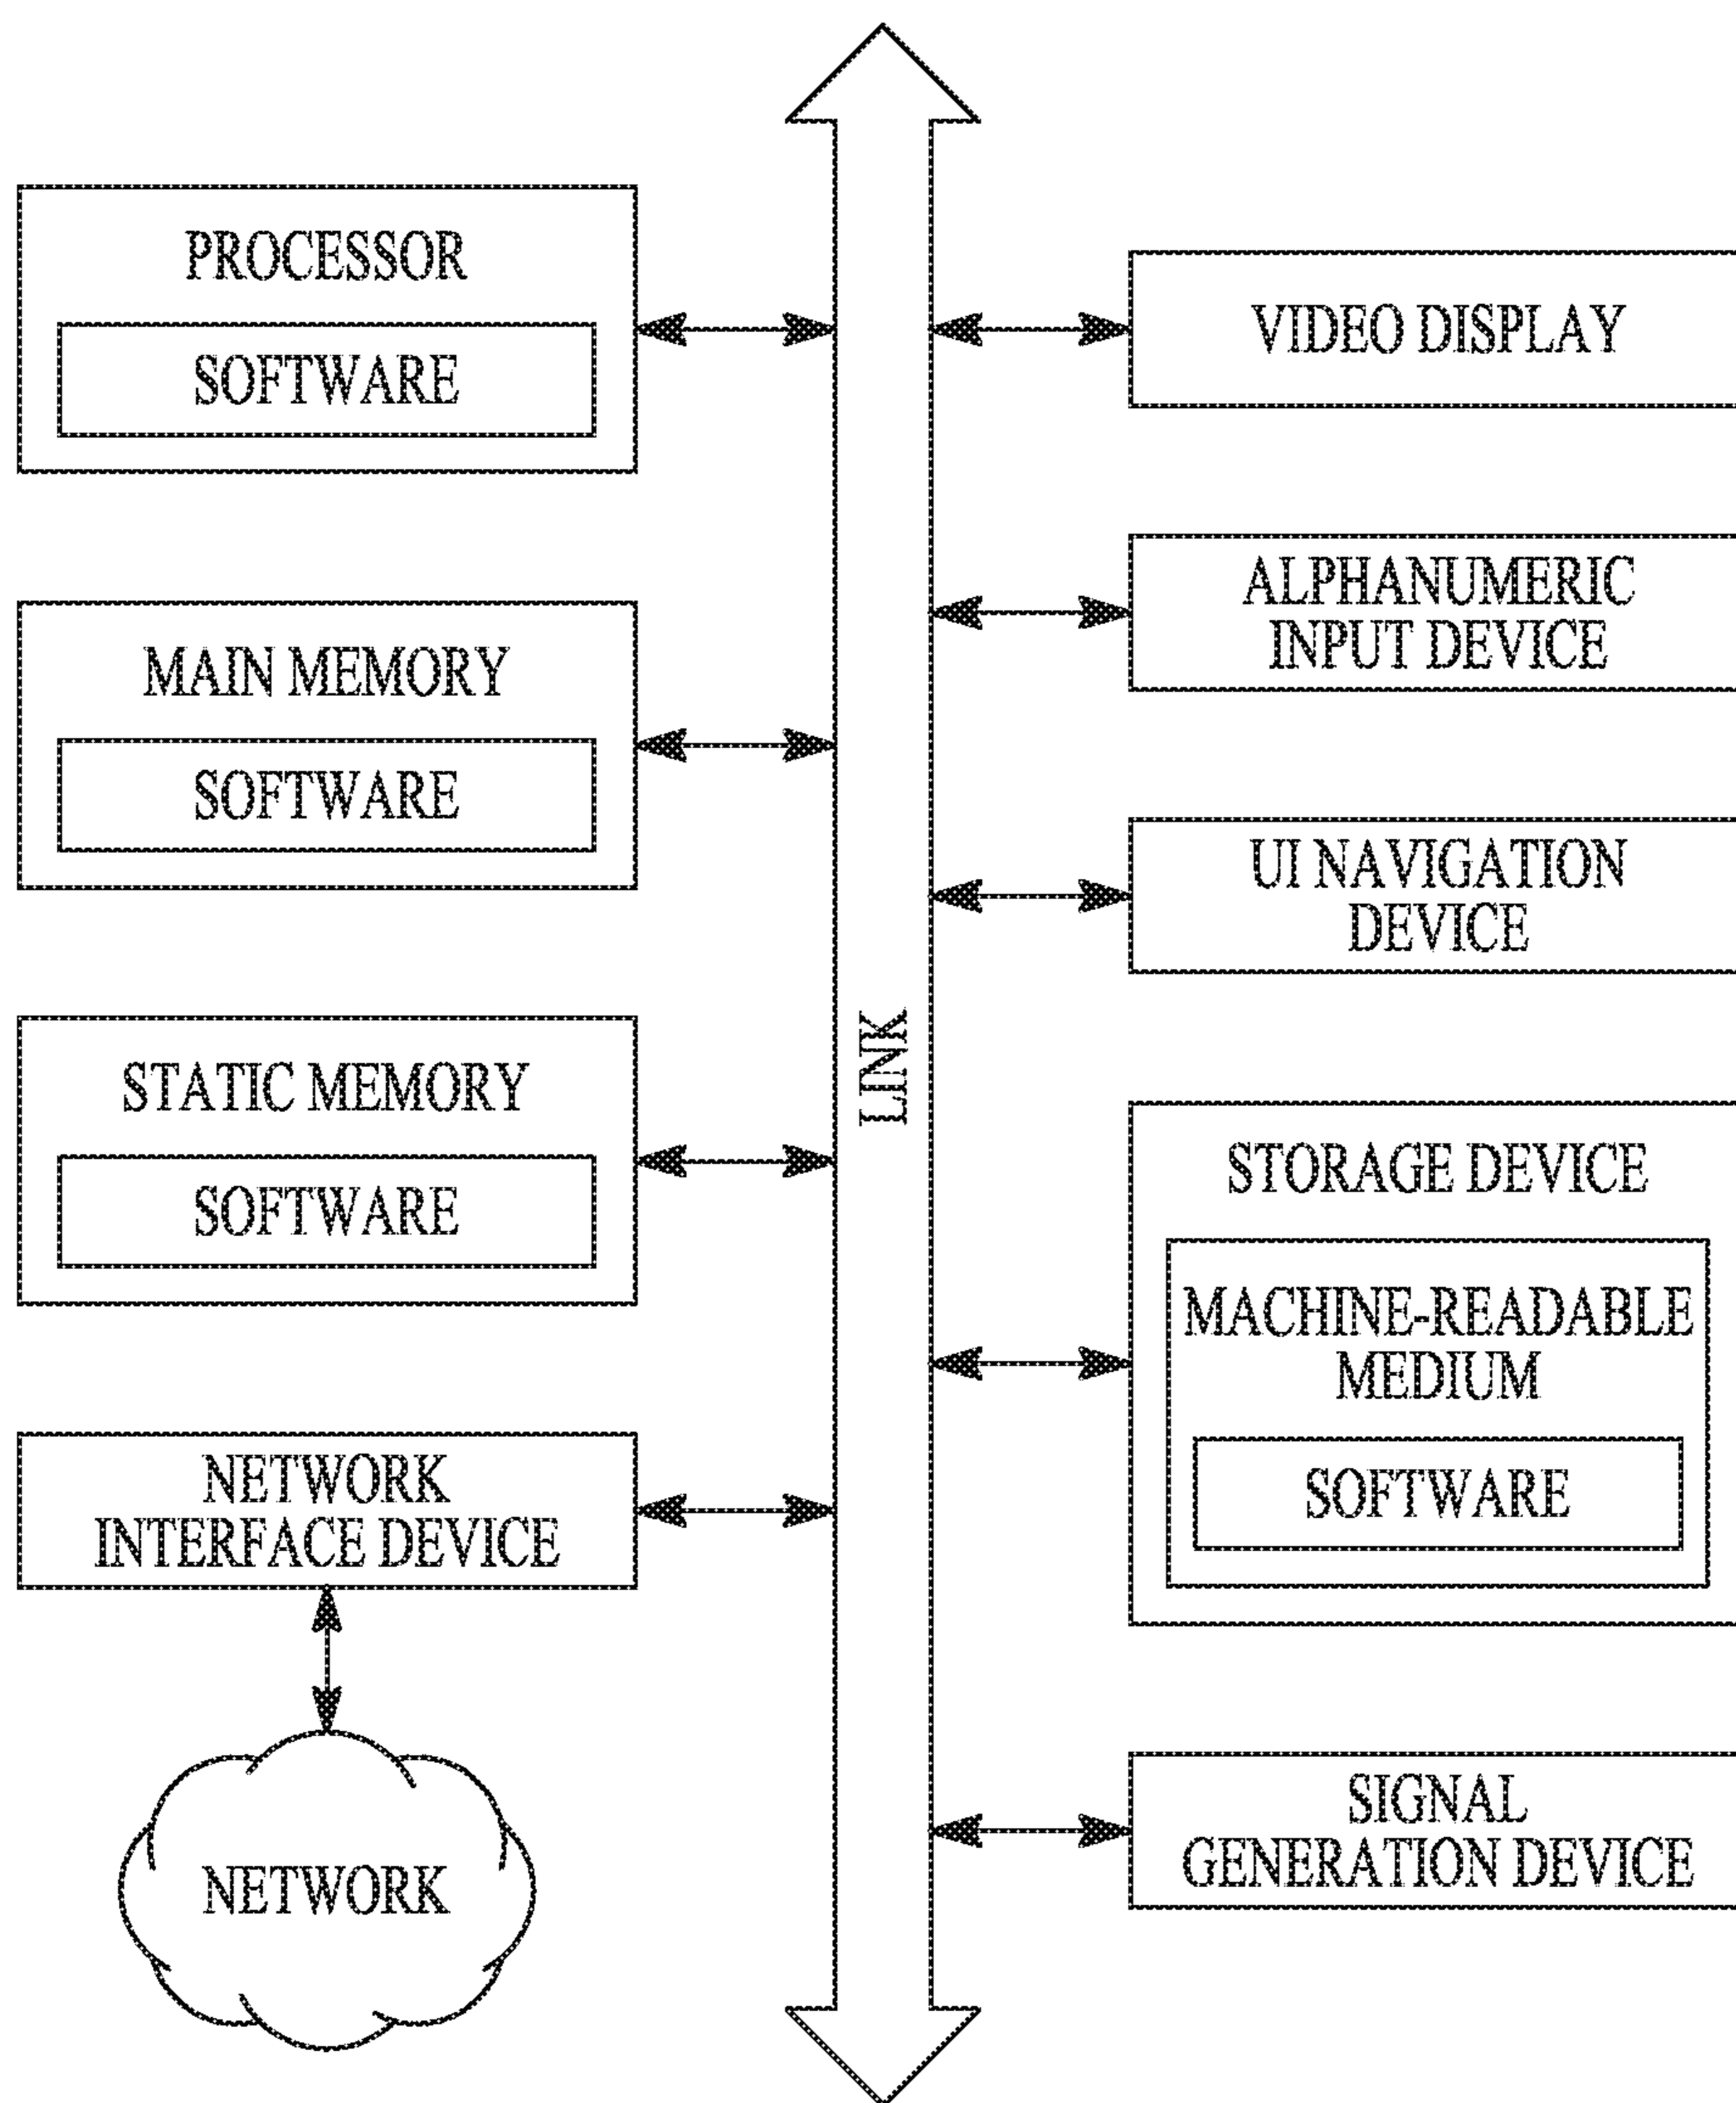 PROCESSOR
SOFTWARE
MAIN MEMORY
SOFTWARE
STATIC MEMORY
SOFTWARE
NETWORK
INTERFACE DEVICE
NETWORK
LINK
VIDEO DISPLAY
ALPHANUMERIC
INPUT DEVICE
UI NAVIGATION
DEVICE
STORAGE DEVICE
MACHINE-READABLE
MEDIUM
SOFTWARE
SIGNAL
GENERATION DEVICE